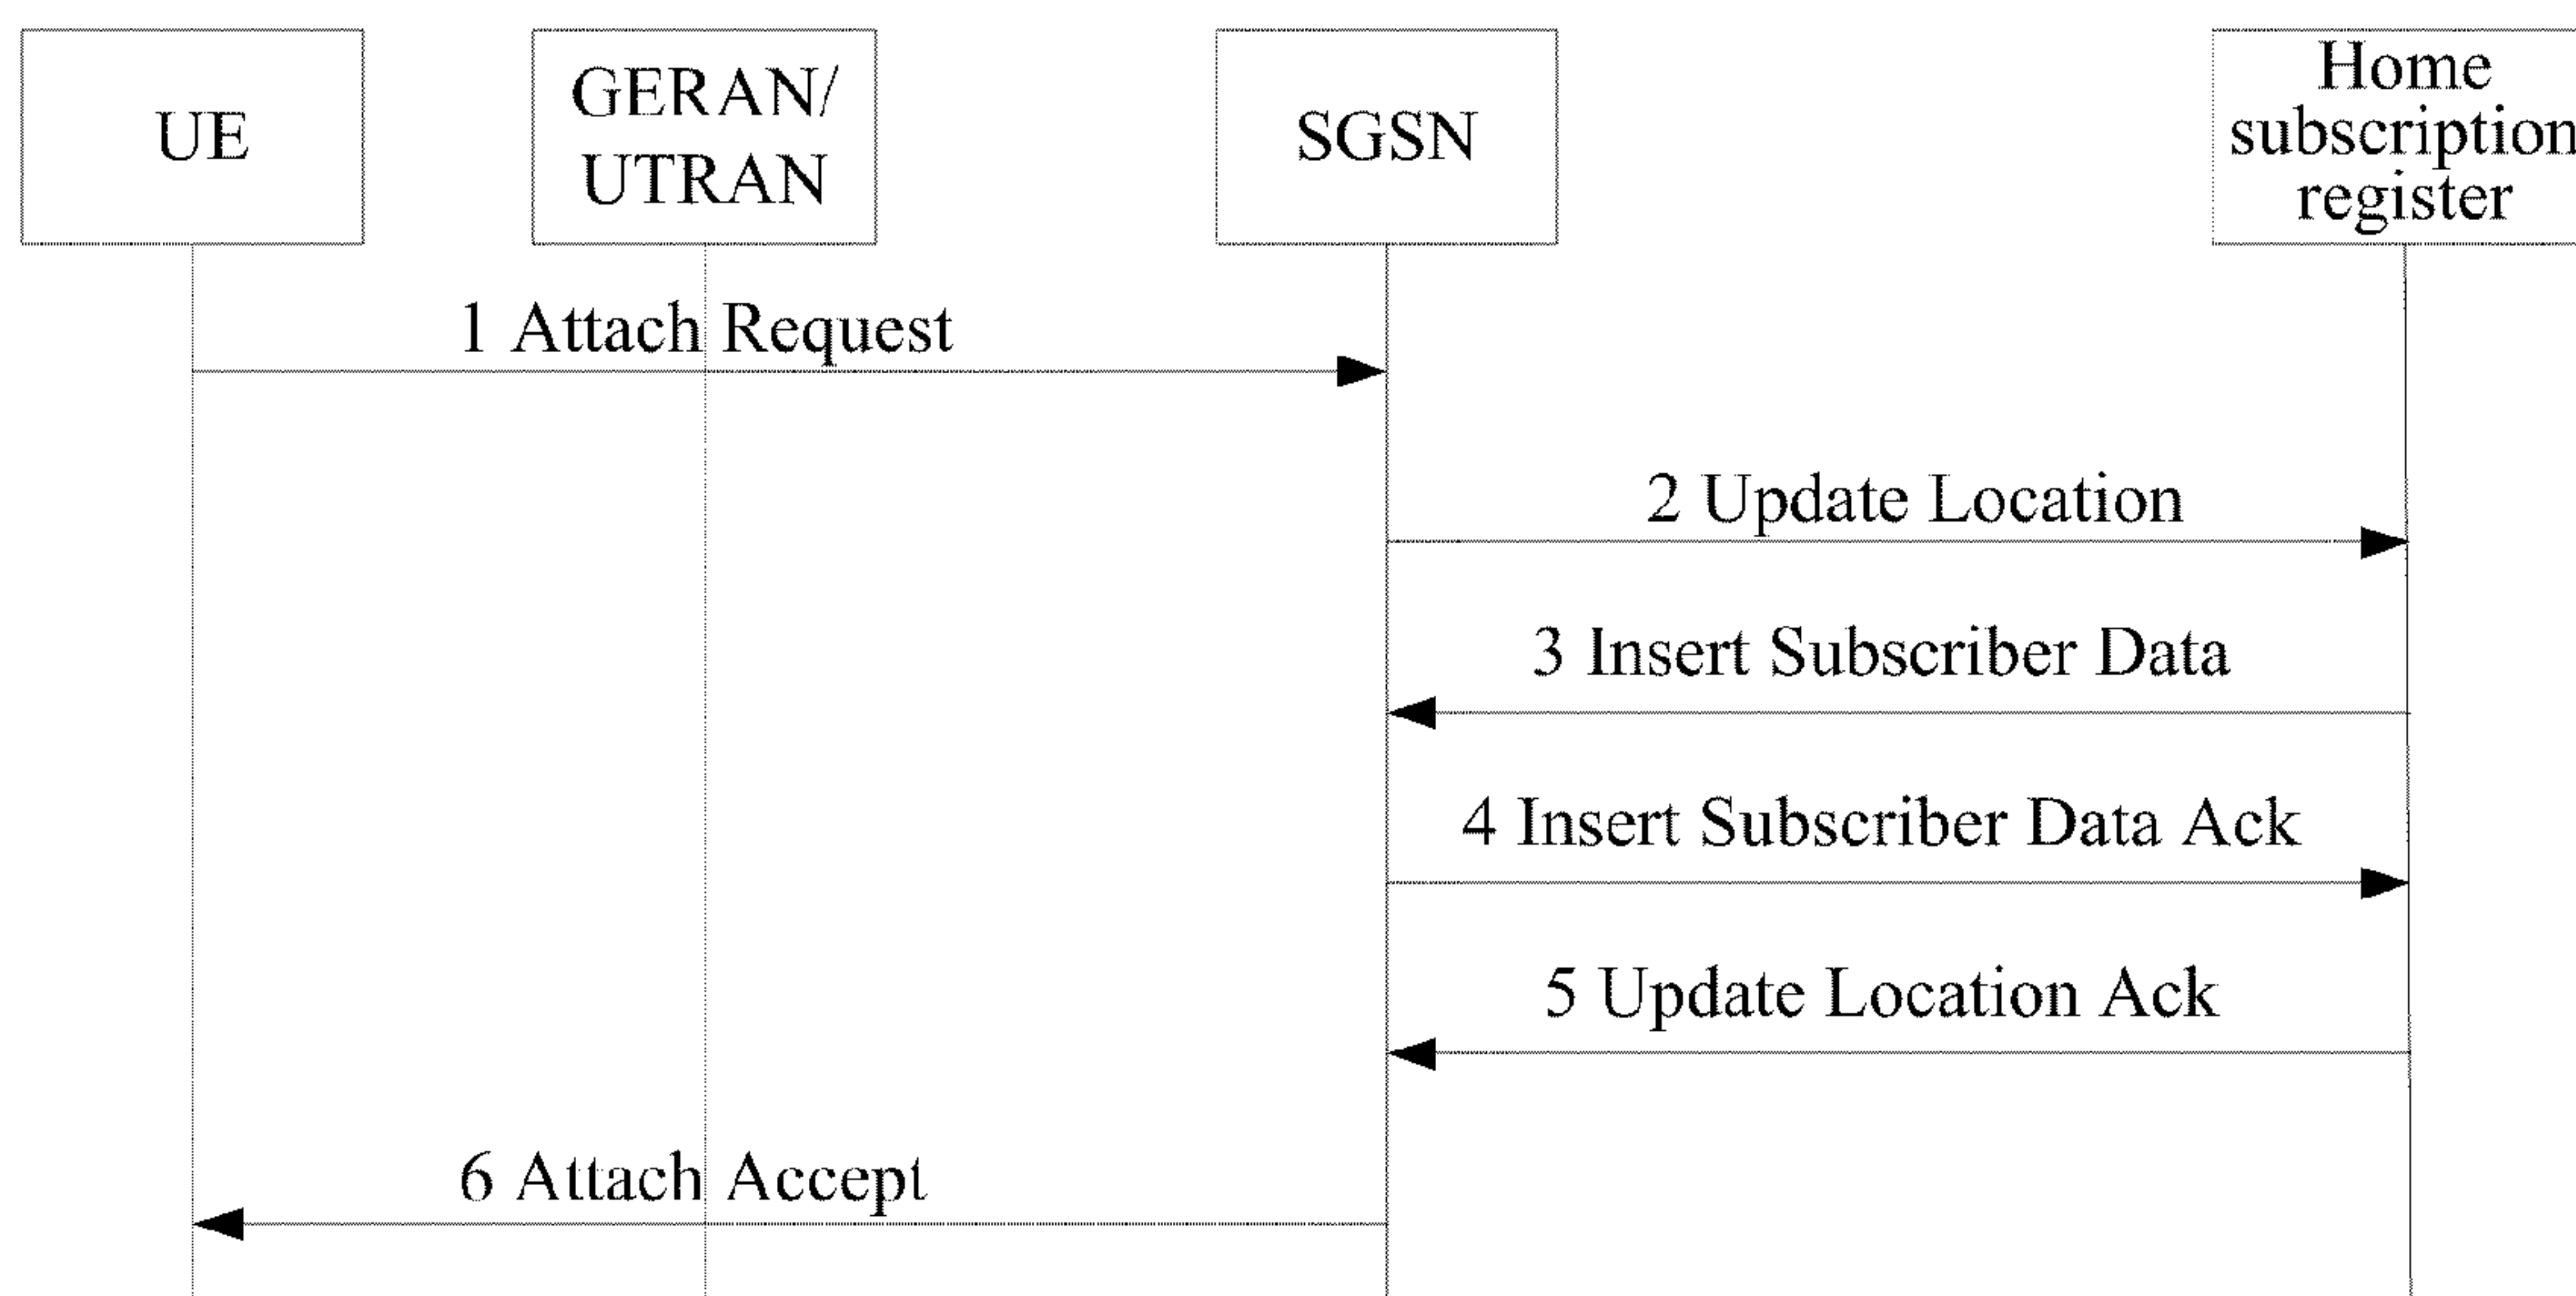 UE
GERAN/
UTRAN
SGSN
Home
subscription
register
1 Attach Request
2 Update Location
3 Insert Subscriber Data
4 Insert Subscriber Data Ack
5 Update Location Ack
6 Attach Accept